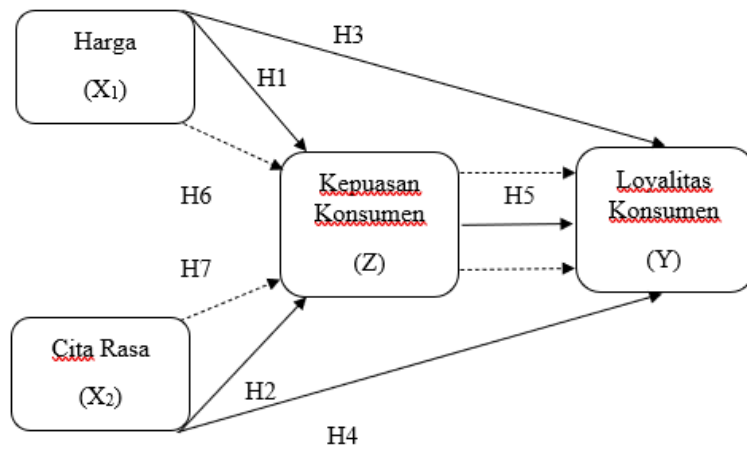 Harga
(X₁)
H3
H1
Kepuasan
Konsumen
(Z)
H6
H5
Loyalitas
Konsumen
(Y)
H7
Cita Rasa
(X₂)
H2
H4